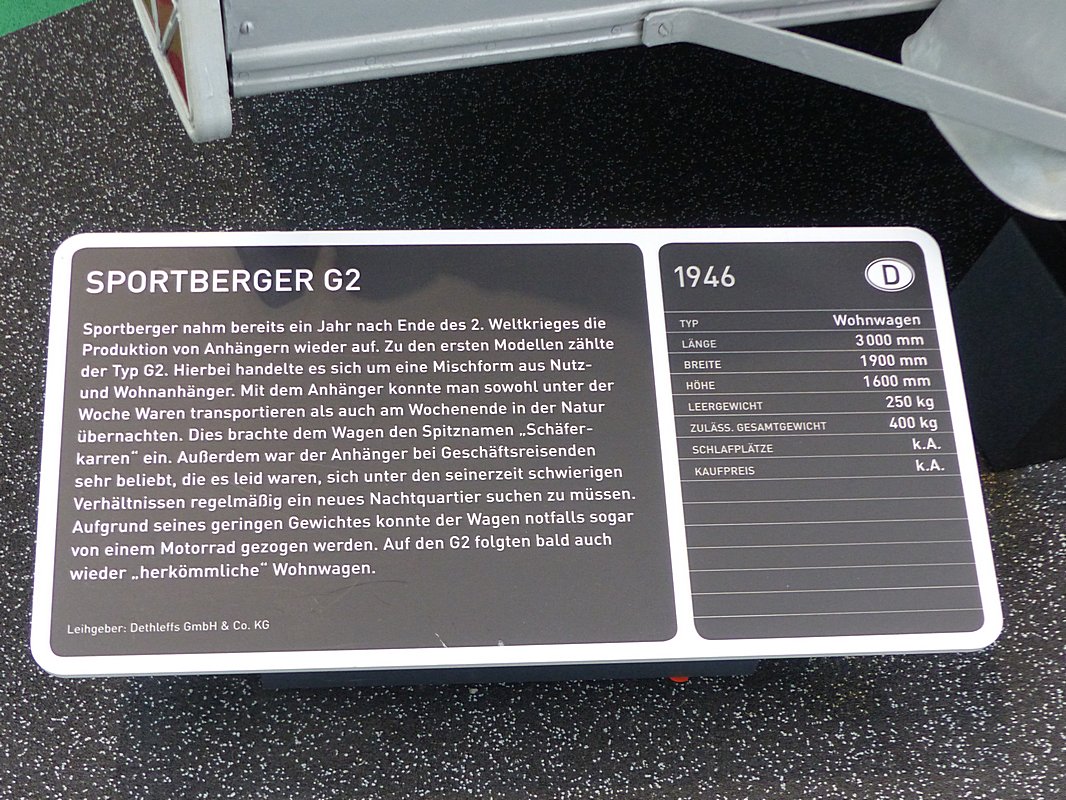 SPORTBERGER G2
Sportberger nahm bereits ein Jahr nach Ende des 2. Weltkrieges die
Produktion von Anhängern wieder auf. Zu den ersten Modellen zählte
der Typ G2. Hierbei handelte es sich um eine Mischform aus Nutz-
und Wohnanhänger. Mit dem Anhänger konnte man sowohl unter der
Woche Waren transportieren als auch am Wochenende in der Natur
übernachten. Dies brachte dem Wagen den Spitznamen „Schäfer-
karren“ ein. Außerdem war der Anhänger bei Geschäftsreisenden
sehr beliebt, die es leid waren, sich unter den seinerzeit schwierigen
Verhältnissen regelmäßig ein neues Nachtquartier suchen zu müssen.
Aufgrund seines geringen Gewichtes konnte der Wagen notfalls sogar
von einem Motorrad gezogen werden. Auf den G2 folgten bald auch
wieder „herkömmliche“ Wohnwagen.
Leihgeber: Dethleffs GmbH & Co. KG
1946 D
TYP Wohnwagen
LÄNGE 3000 mm
BREITE 1900 mm
HÖHE 1600 mm
LEERGEWICHT 250 kg
ZULÄSS. GESAMTGEWICHT 400 kg
SCHLAFPLÄTZE k.A.
KAUFPREIS k.A.